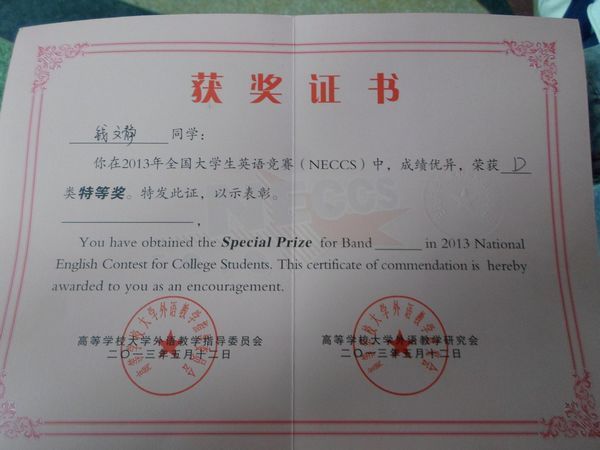 获奖证书
钱文静 同学：
你在2013年全国大学生英语竞赛（NECCS）中，成绩优异，荣获 D
类特等奖。特发此证，以示表彰。
，
You have obtained the Special Prize for Band in 2013 National
English Contest for College Students. This certificate of commendation is hereby
awarded to you as an encouragement.
高等学校大学外语教学指导委员会
二〇一三年五月十二日
高等学校大学外语教学研究会
二〇一三年五月十二日
NECCS